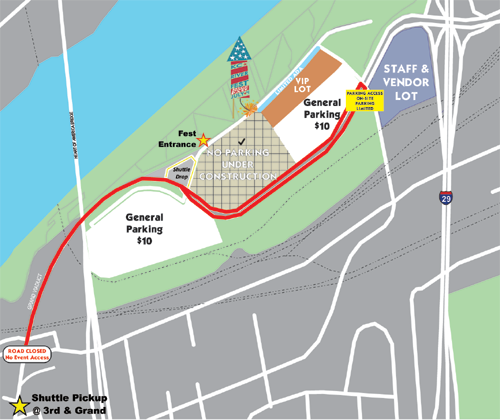 STAFF &
VENDOR
LOT
VIP
LOT
PARKING ACCESS
ON-SITE
PARKING
LIMITED
General
Parking
$10
Fest
Entrance
NO PARKING
UNDER
CONSTRUCTION
Shuttle
Drop
General
Parking
$10
29
ROAD CLOSED
No Event Access
Shuttle Pickup
@ 3rd & Grand